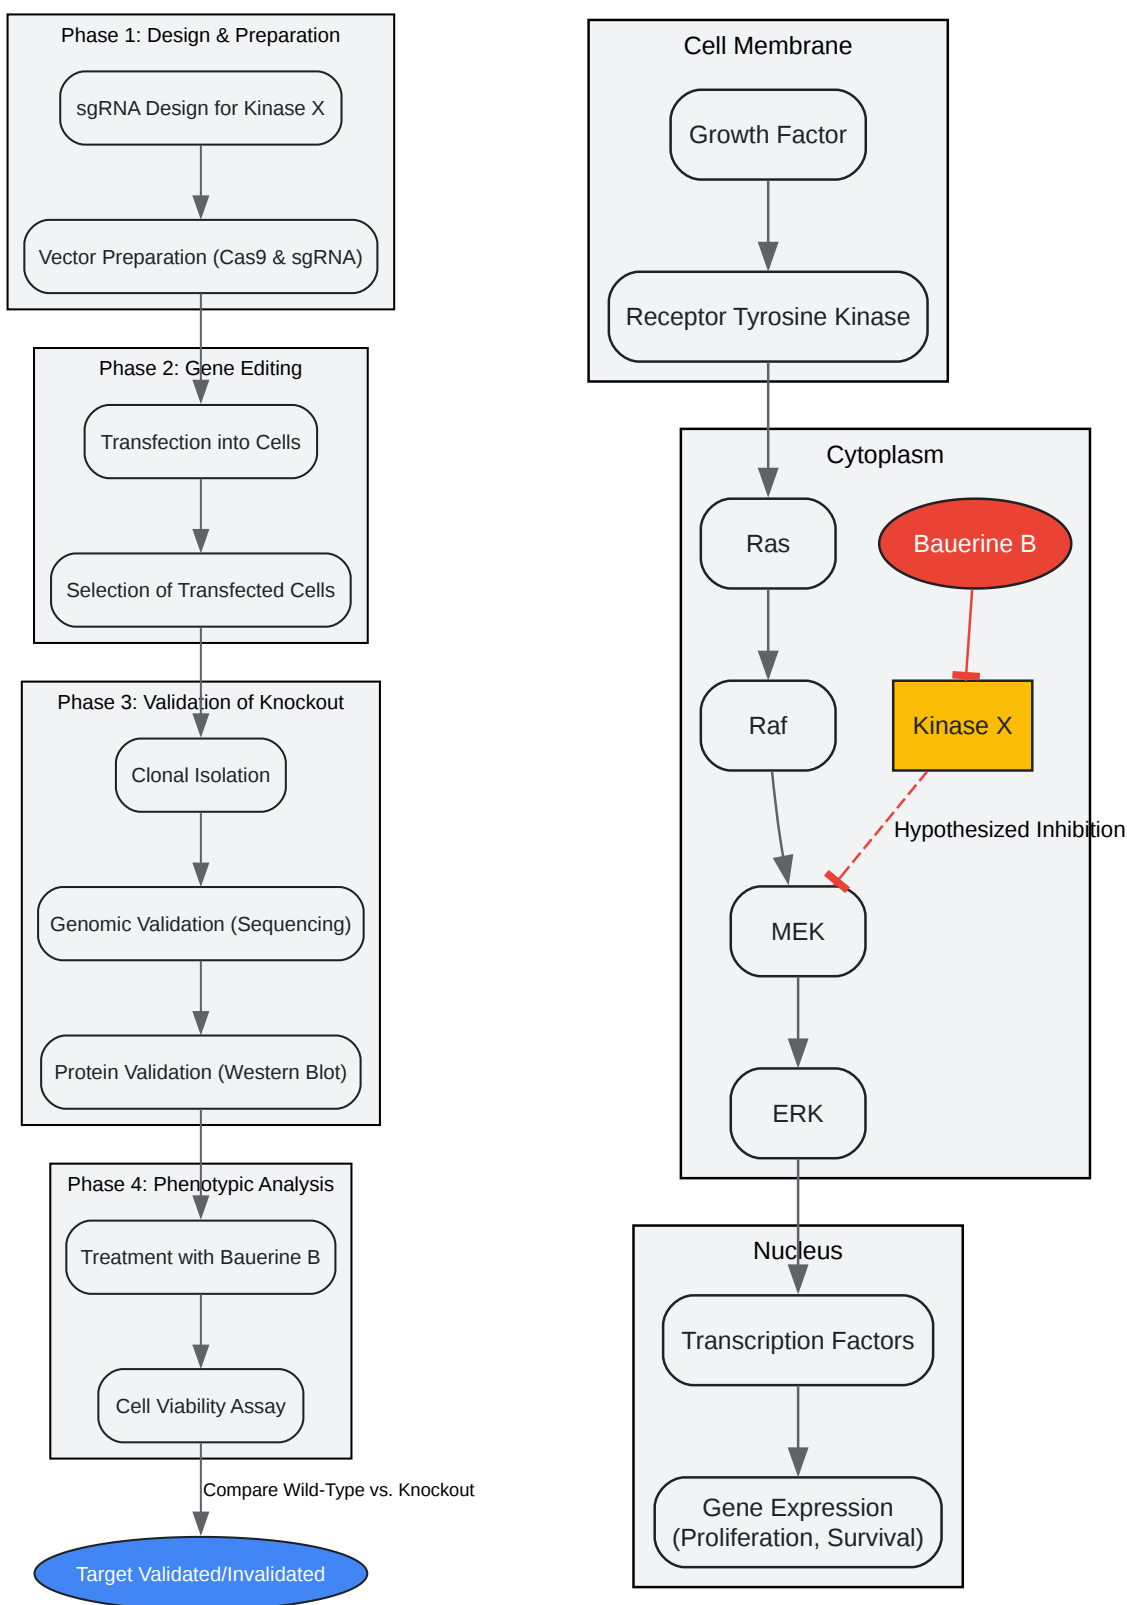 Phase 1: Design & Preparation
sgRNA Design for Kinase X
Vector Preparation (Cas9 & sgRNA)
Phase 2: Gene Editing
Transfection into Cells
Selection of Transfected Cells
Phase 3: Validation of Knockout
Clonal Isolation
Genomic Validation (Sequencing)
Protein Validation (Western Blot)
Phase 4: Phenotypic Analysis
Treatment with Bauerine B
Cell Viability Assay
Compare Wild-Type vs. Knockout
Target Validated/Invalidated
Cell Membrane
Growth Factor
Receptor Tyrosine Kinase
Cytoplasm
Ras
Bauerine B
Raf
Kinase X
Hypothesized Inhibition
MEK
ERK
Nucleus
Transcription Factors
Gene Expression
(Proliferation, Survival)